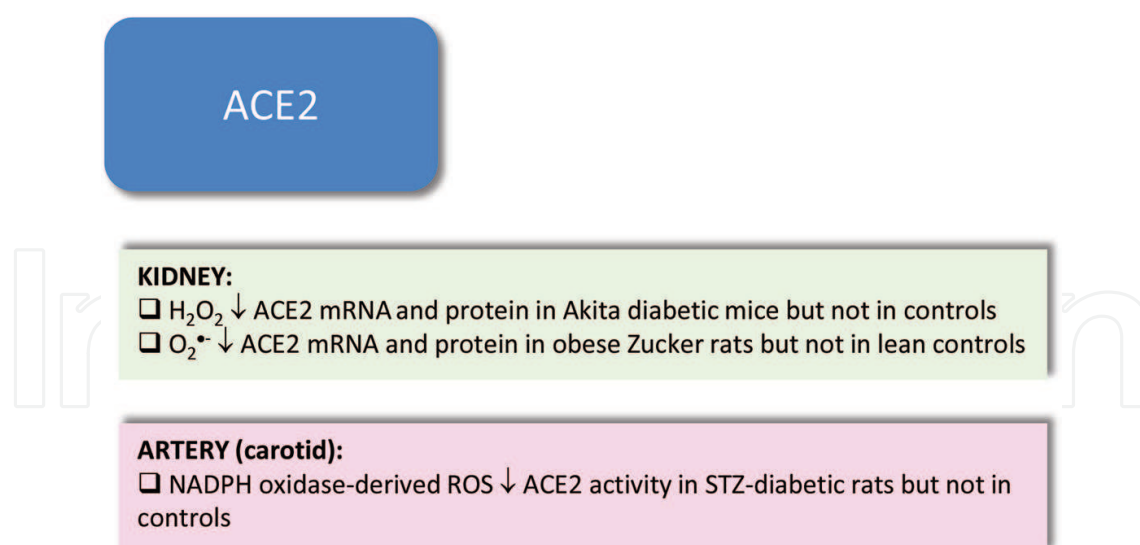 ACE2
KIDNEY:
❑ H₂O₂ ↓ ACE2 mRNA and protein in Akita diabetic mice but not in controls
❑ O₂•- ↓ ACE2 mRNA and protein in obese Zucker rats but not in lean controls
ARTERY (carotid):
❑ NADPH oxidase-derived ROS ↓ ACE2 activity in STZ-diabetic rats but not in
controls